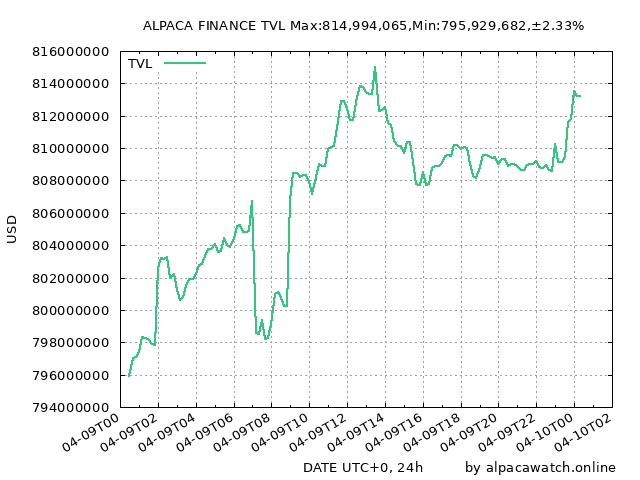 ALPACA FINANCE TVL Max:814,994,065,Min:795,929,682,±2.33%
TVL
816000000
814000000
812000000
810000000
808000000
806000000
804000000
802000000
800000000
798000000
796000000
794000000
USD
04-09T00
04-09T02
04-09T04
04-09T06
04-09T08
04-09T10
04-09T12
04-09T14
04-09T16
04-09T18
04-09T20
04-09T22
04-10T00
04-10T02
DATE UTC+0, 24h
by alpacawatch.online